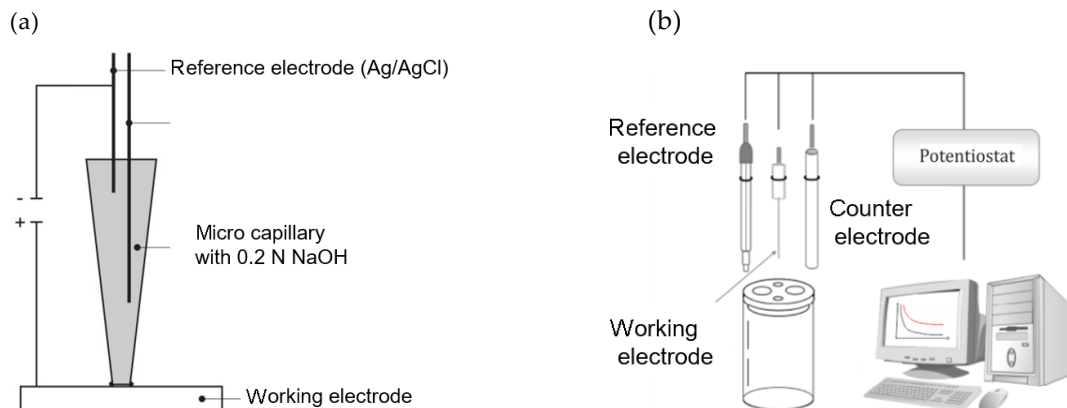 (a)
Reference electrode (Ag/AgCl)
-
+
Micro capillary
with 0.2 N NaOH
Working electrode
(b)
Reference
electrode
Potentiostat
Counter
electrode
Working
electrode